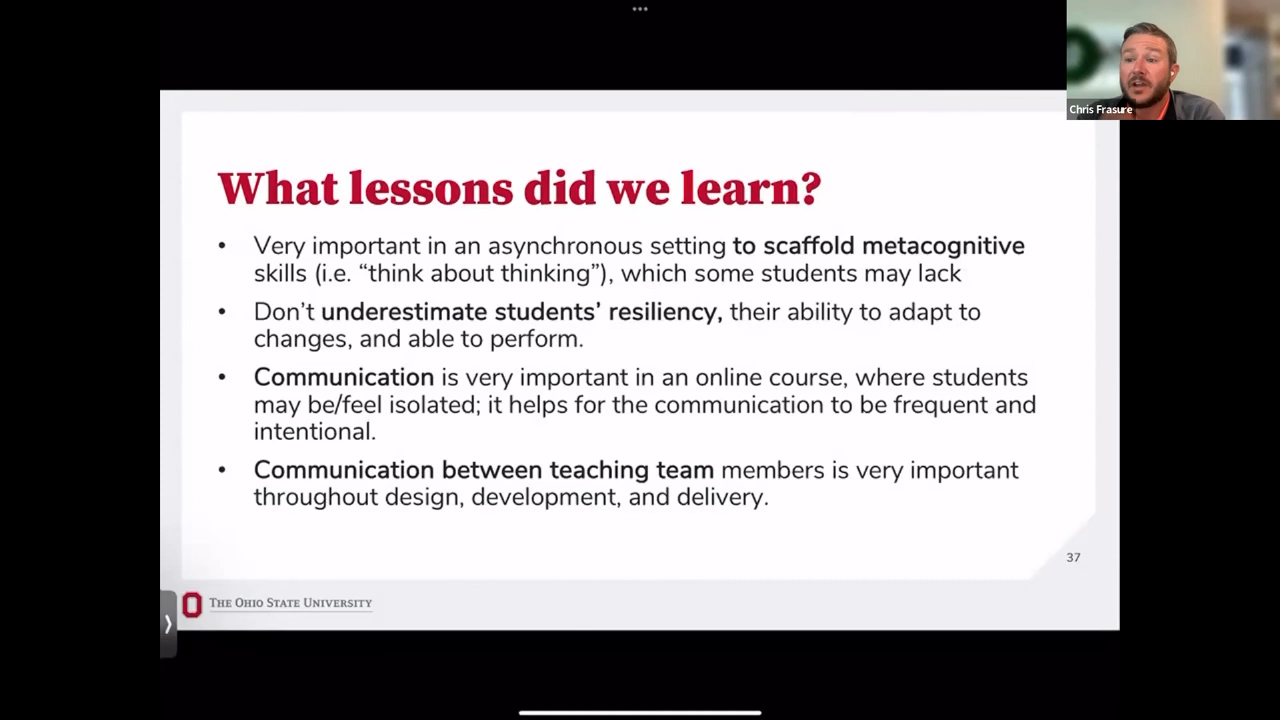 Chris Frasure
What lessons did we learn?
• Very important in an asynchronous setting to scaffold metacognitive
skills (i.e. “think about thinking”), which some students may lack
• Don’t underestimate students’ resiliency, their ability to adapt to
changes, and able to perform.
• Communication is very important in an online course, where students
may be/feel isolated; it helps for the communication to be frequent and
intentional.
• Communication between teaching team members is very important
throughout design, development, and delivery.
37
THE OHIO STATE UNIVERSITY